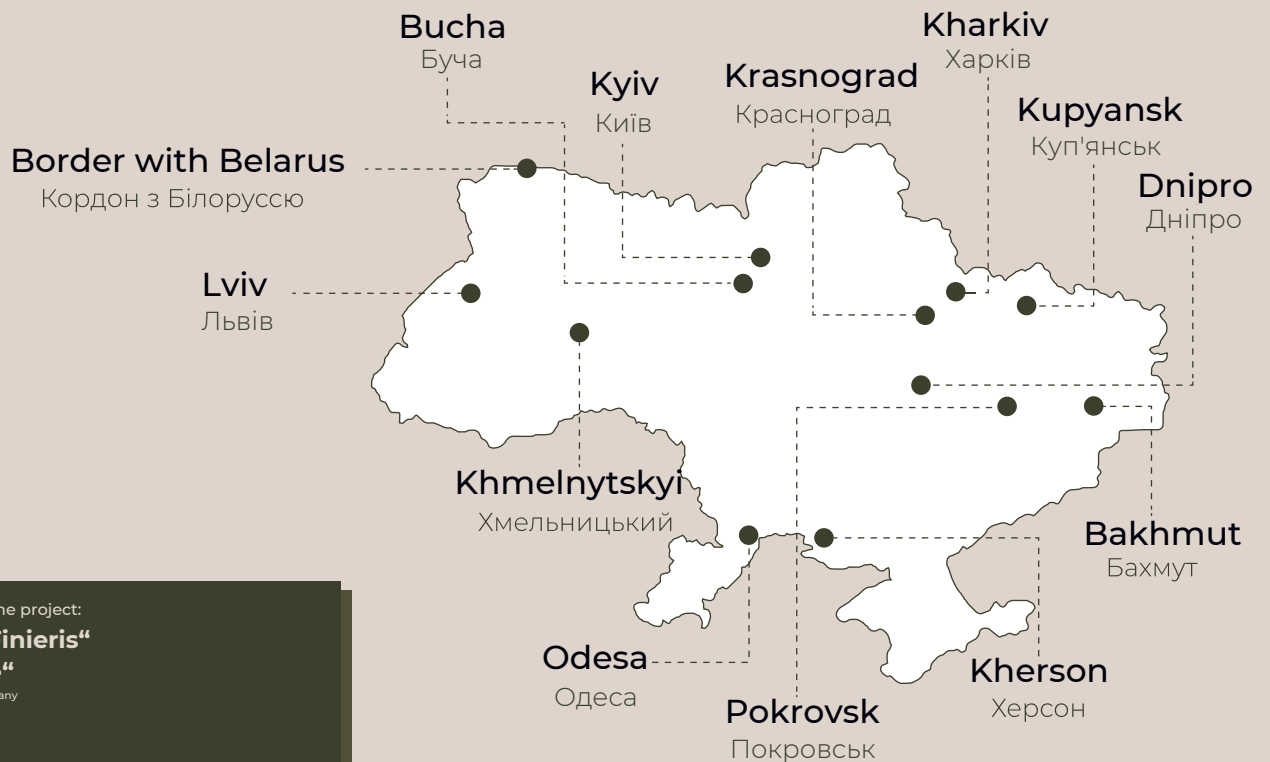 Bucha
Буча
Kyiv
Київ
Krasnograd
Красноград
Kharkiv
Харків
Kupyansk
Куп'янськ
Dnipro
Дніпро
Border with Belarus
Кордон з Білоруссю
Lviv
Львів
Khmelnytskyi
Хмельницький
Bakhmut
Бахмут
Odesa
Одеса
Kherson
Херсон
Pokrovsk
Покровськ
project: